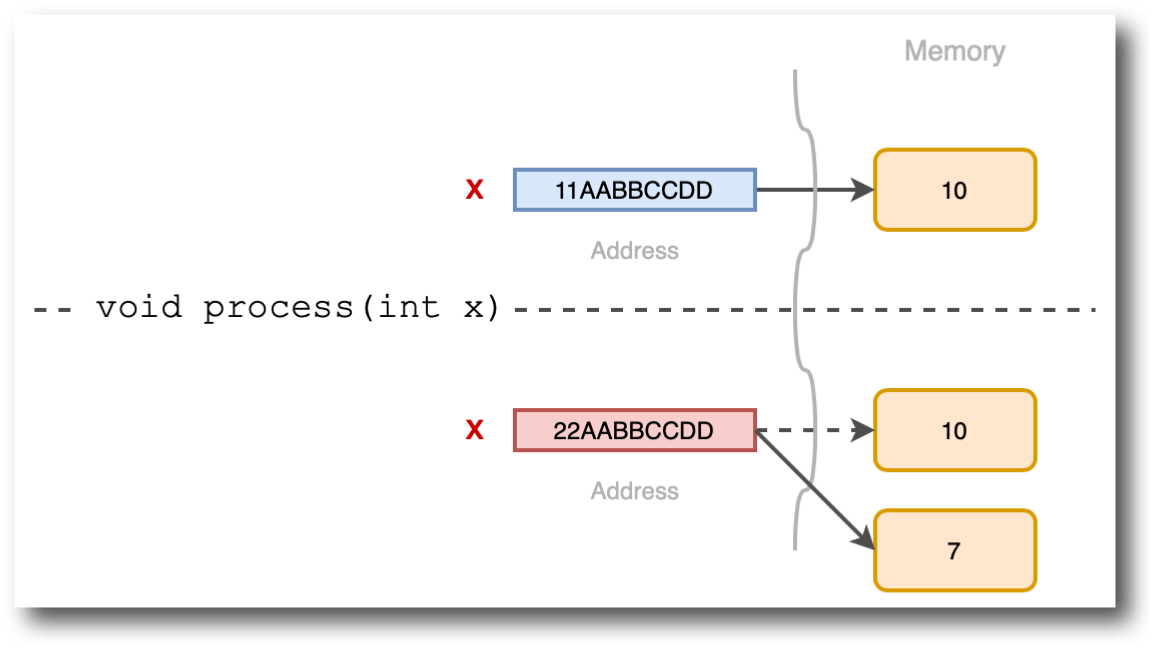 Memory
X 11AABBCCDD 10
Address
void process(int x)
X 22AABBCCDD 10
Address
7